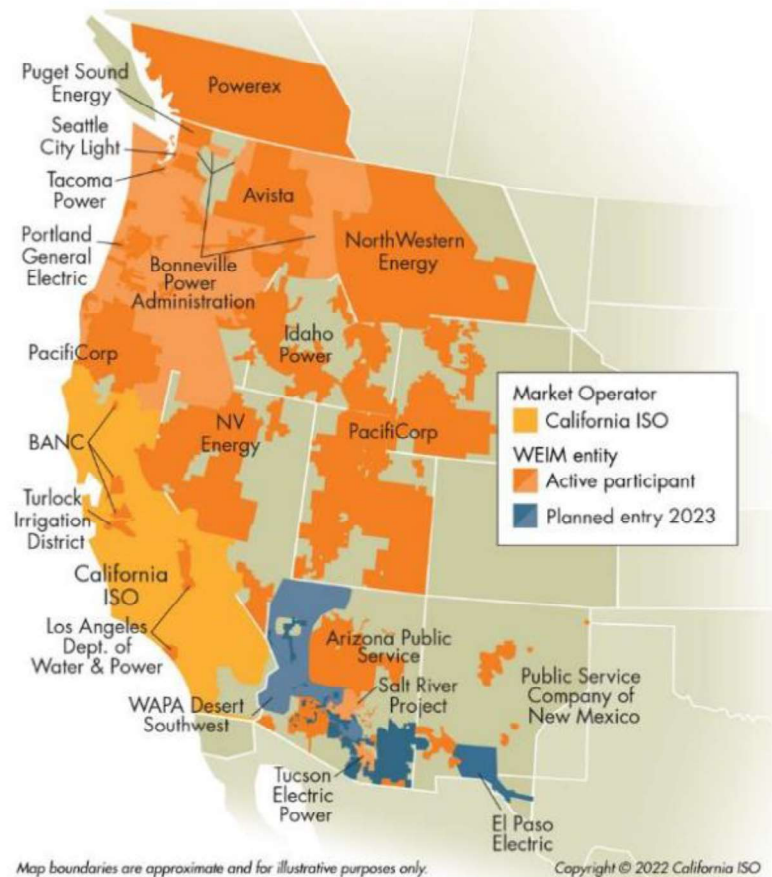 Powerex
Puget Sound
Energy
Seattle
City Light
Tacoma
Power
Avista
Portland
General
Electric
Bonneville
Power
Administration
NorthWestern
Energy
PacifiCorp
Idaho
Power
Market Operator
California ISO
WEIM entity
Active participant
Planned entry 2023
BANC
NV
Energy
PacifiCorp
Turlock
Irrigation
District
California
ISO
Los Angeles
Dept. of
Water & Power
Arizona Public
Service
Salt River
Project
Public Service
Company of
New Mexico
WAPA Desert
Southwest
Tucson
Electric
Power
El Paso
Electric
Map boundaries are approximate and for illustrative purposes only.
Copyright © 2022 California ISO